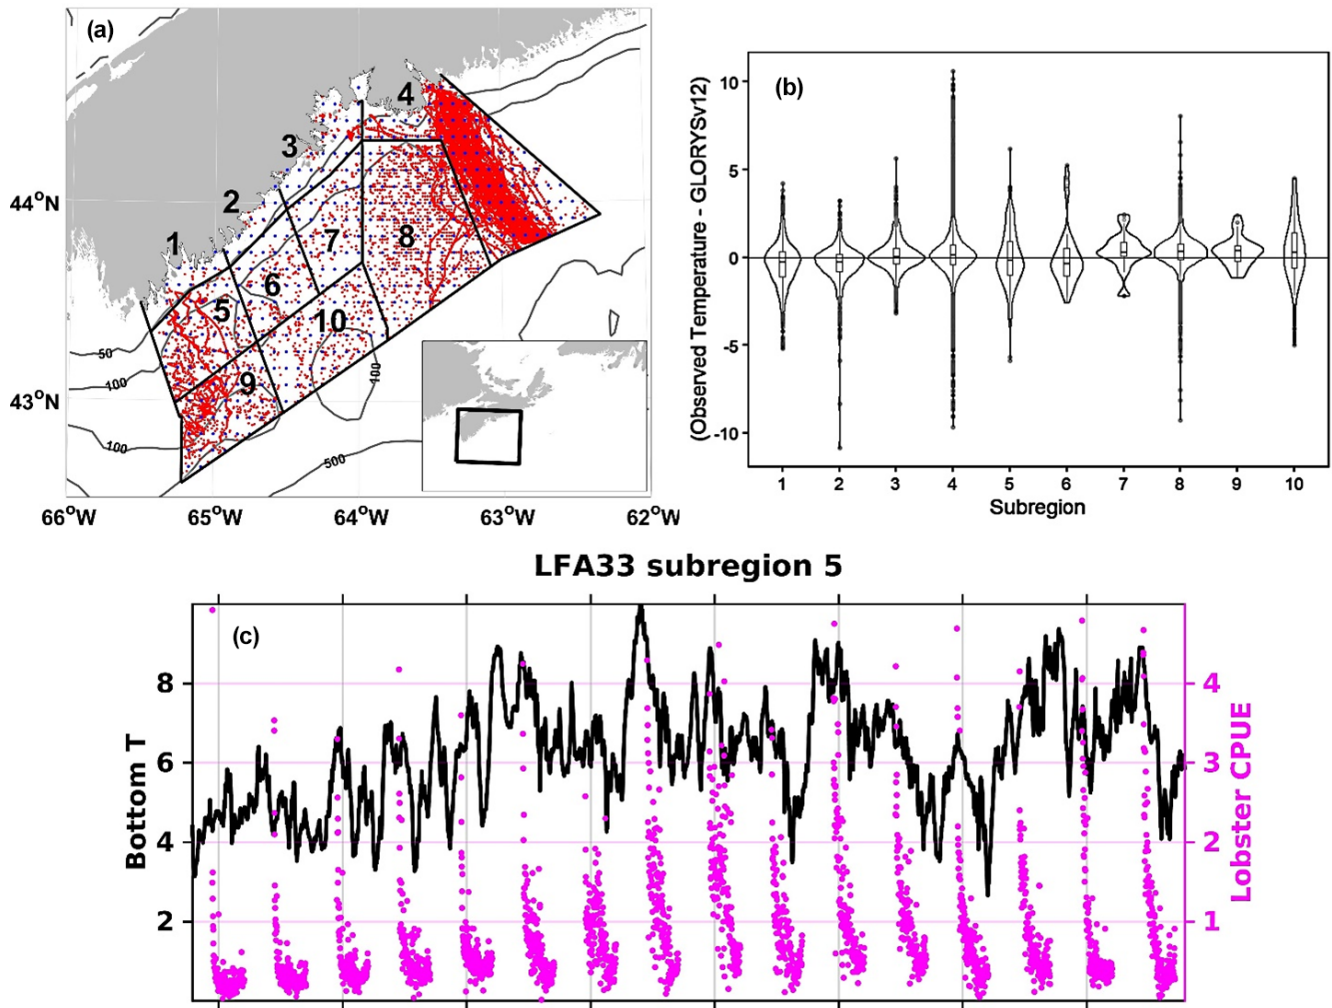 (a)
4
3
2
1
7
8
6
5
10
9
50
100
100
100
500
44°N
43°N
66°W
65°W
64°W
63°W
62°W
(b)
(Observed Temperature - GLORYSv12)
10
5
0
-5
-10
1 2 3 4 5 6 7 8 9 10
Subregion
LFA33 subregion 5
(c)
Bottom T
8
6
4
2
4
3
2
1
Lobster CPUE